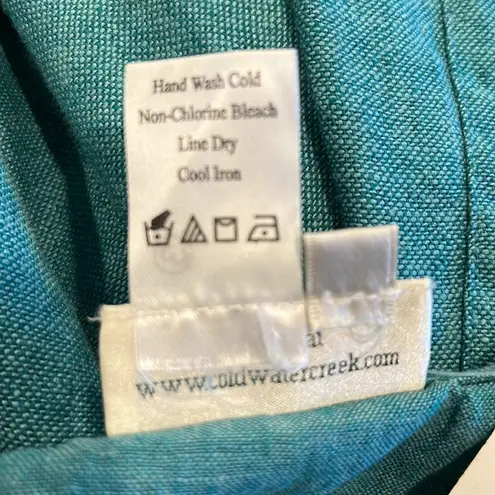 Hand Wash Cold
Non-Chlorine Bleach
Line Dry
Cool Iron
www.coldwatercreek.com